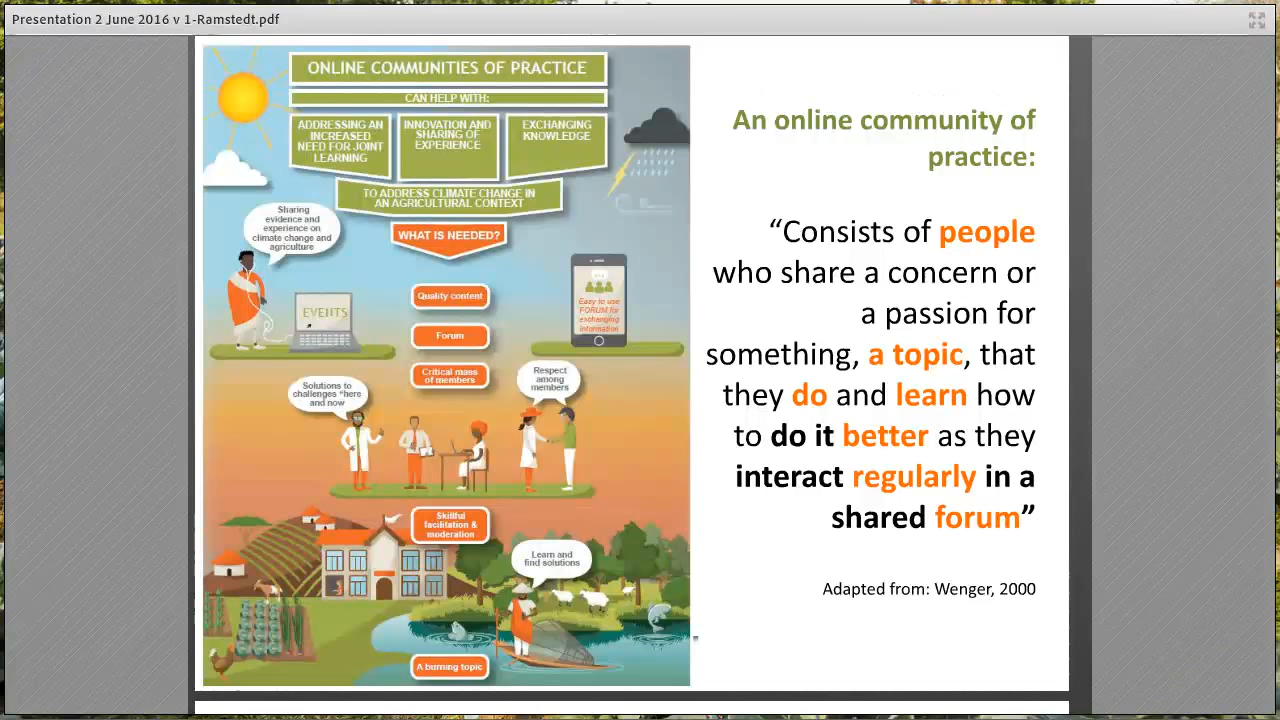 Presentation 2 June 2016 v 1-Ramstedt.pdf
ONLINE COMMUNITIES OF PRACTICE
CAN HELP WITH:
ADDRESSING AN
INCREASED
NEED FOR JOINT
LEARNING
INNOVATION AND
SHARING OF
EXPERIENCE
EXCHANGING
KNOWLEDGE
TO ADDRESS CLIMATE CHANGE IN
AN AGRICULTURAL CONTEXT
WHAT IS NEEDED?
Sharing
evidence and
experience on
climate change and
agriculture
EVENTS
Quality content
Forum
Critical mass
of members
Easy to use
FORUM for
exchanging
information
Solutions to
challenges "here
and now
Respect
among
members
Skillful
facilitation &
moderation
Learn and
find solutions
A burning topic
An online community of
practice:
“Consists of people
who share a concern or
a passion for
something, a topic, that
they do and learn how
to do it better as they
interact regularly in a
shared forum”
Adapted from: Wenger, 2000